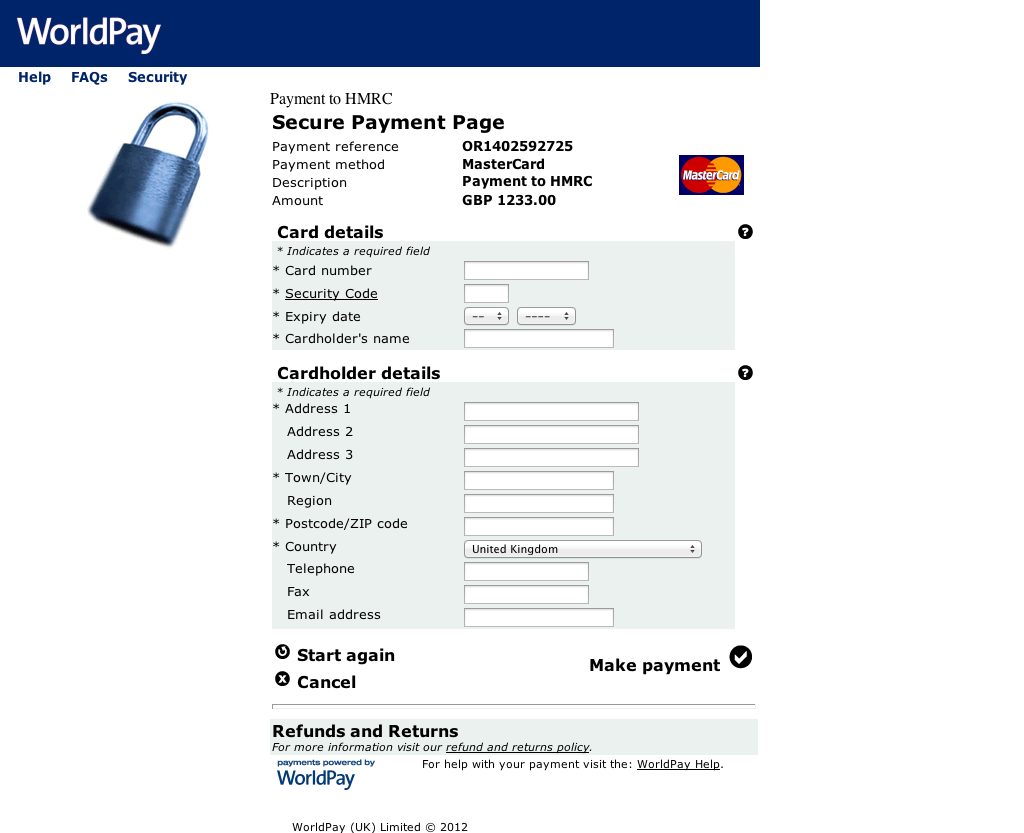 WorldPay
Help FAQs Security
Payment to HMRC
Secure Payment Page
Payment reference OR1402592725
Payment method MasterCard
Description Payment to HMRC
Amount GBP 1233.00
MasterCard
Card details ?
* Indicates a required field
* Card number
* Security Code
* Expiry date -- ----
* Cardholder's name
Cardholder details ?
* Indicates a required field
* Address 1
Address 2
Address 3
* Town/City
Region
* Postcode/ZIP code
* Country United Kingdom
Telephone
Fax
Email address
Start again
Make payment
Cancel
Refunds and Returns
For more information visit our refund and returns policy.
payments powered by
WorldPay
For help with your payment visit the: WorldPay Help.
WorldPay (UK) Limited © 2012